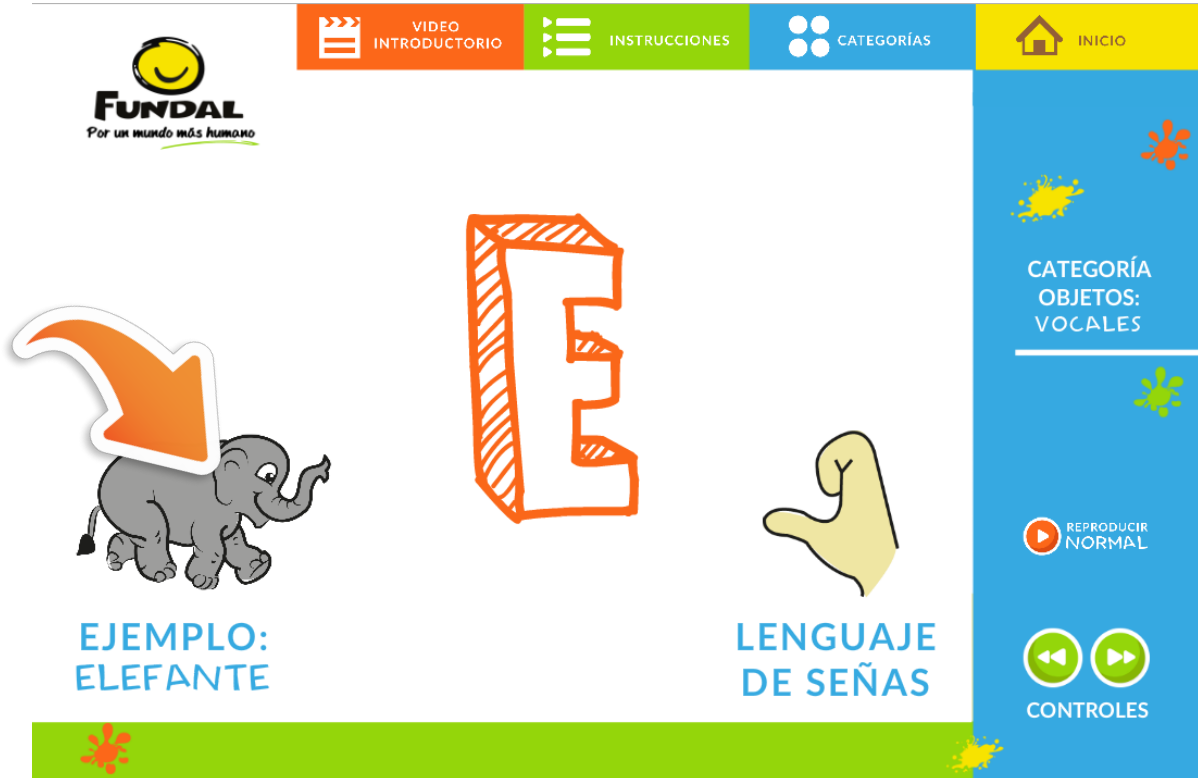 VIDEO
INTRODUCTORIO
INSTRUCCIONES
CATEGORÍAS
INICIO
FUNDAL
Por un mundo más humano
E
CATEGORÍA
OBJETOS:
VOCALES
REPRODUCIR
NORMAL
EJEMPLO:
ELEFANTE
LENGUAJE
DE SEÑAS
CONTROLES